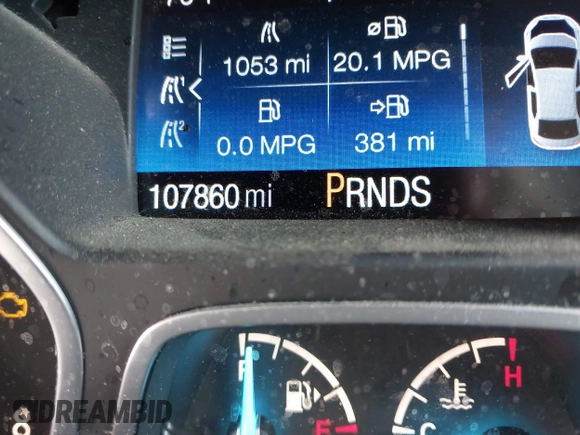 1053 mi 20.1 MPG
0.0 MPG 381 mi
107860 mi PRNDS
F E
C H
DREAMBID